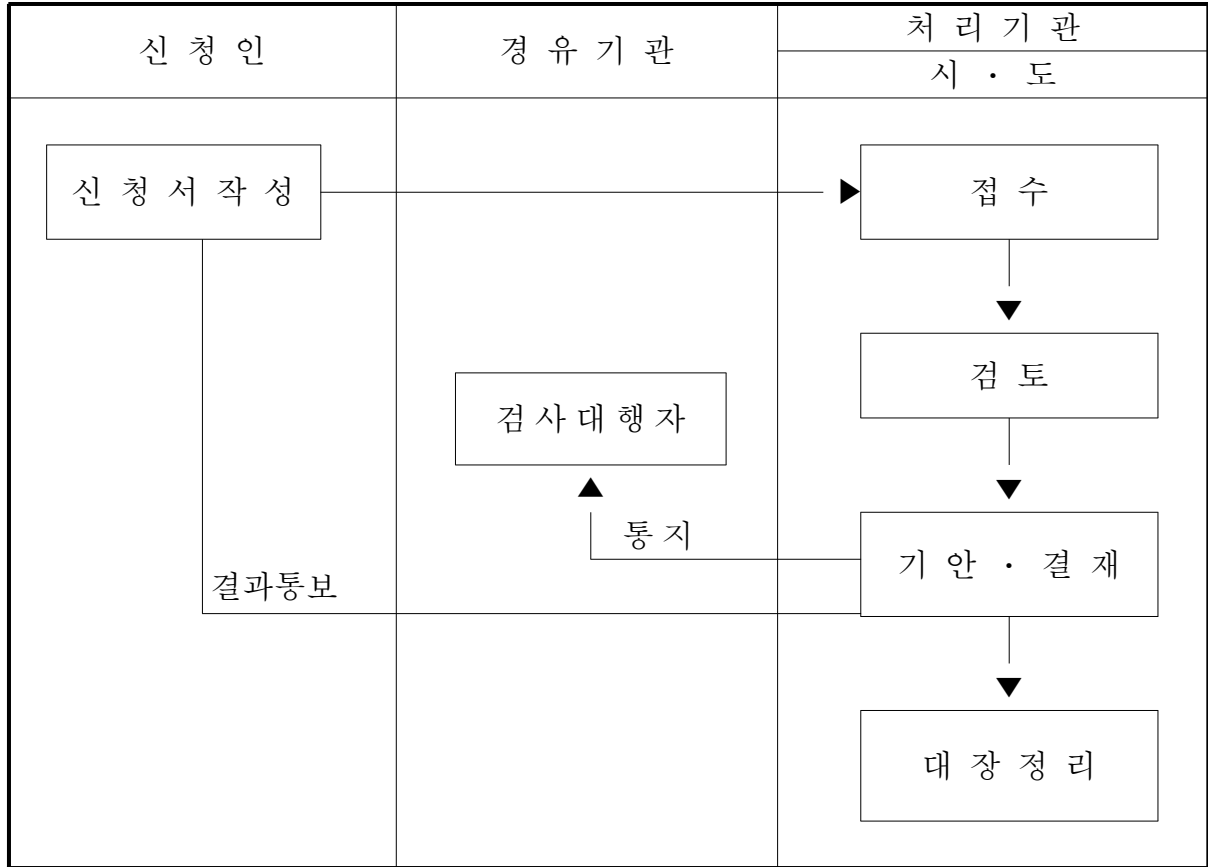 신 청 인
경 유 기 관
처 리 기 관
시 · 도
신 청 서 작 성
접 수
검 토
검 사 대 행 자
통 지
기 안 · 결 재
결과통보
대 장 정 리